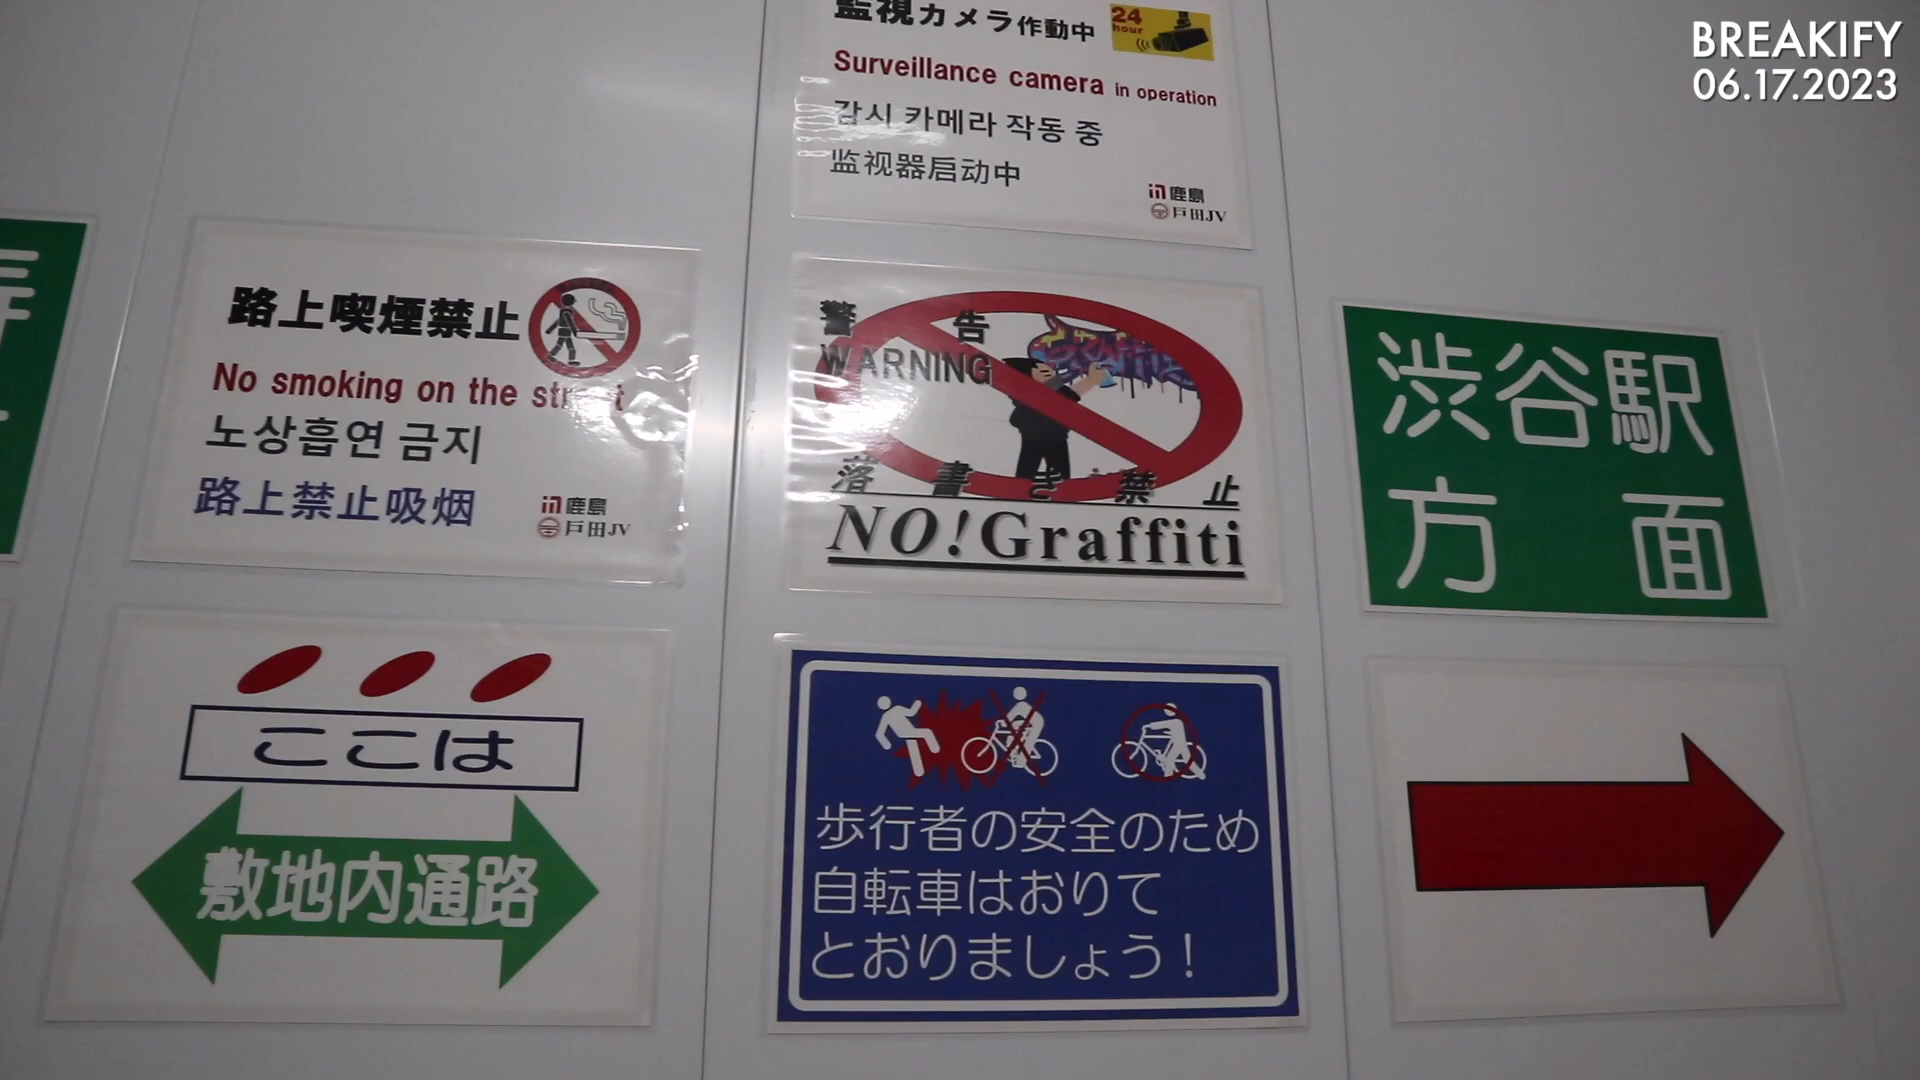 BREAKIFY
06.17.2023
監視カメラ作動中
24
hour
Surveillance camera in operation
감시 카메라 작동 중
监视器启动中
鹿島
戸田JV
路上喫煙禁止
No smoking on the street
노상흡연 금지
路上禁止吸烟
鹿島
戸田JV
警告
WARNING
落書き禁止
NO!Graffiti
渋谷駅
方面
ここは
敷地内通路
歩行者の安全のため
自転車はおりて
とおりましょう!